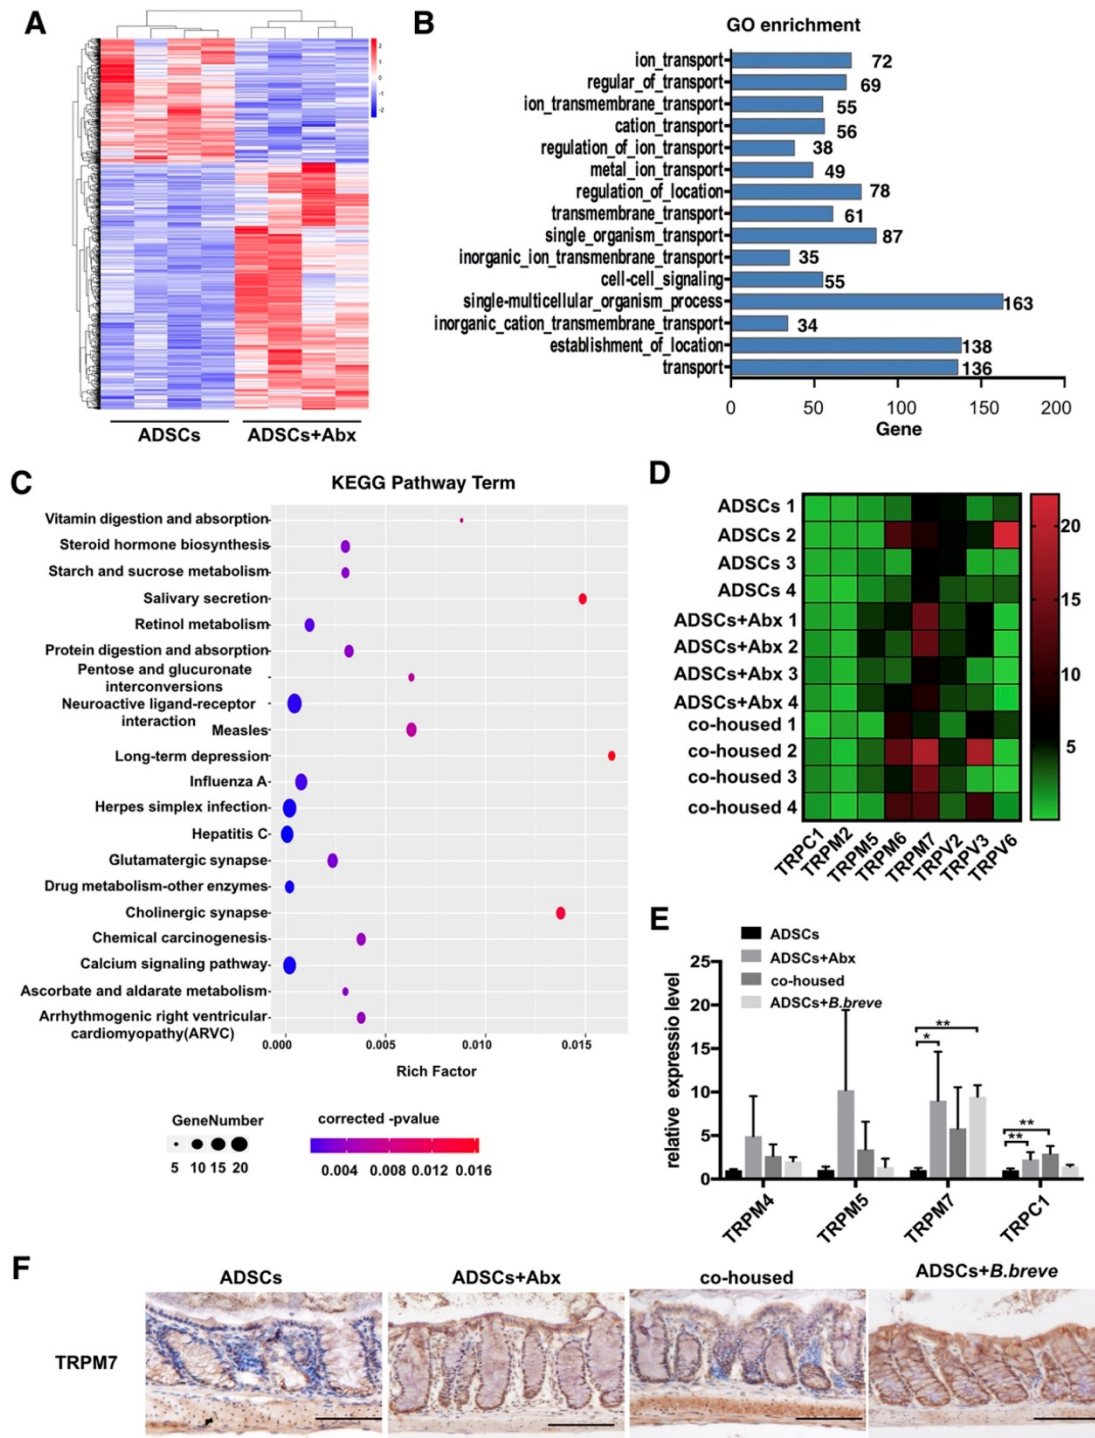 A
2
1
0
-1
-2
ADSCs
ADSCs+Abx
B
GO enrichment
ion_transport 72
regular_of_transport 69
ion_transmembrane_transport 55
cation_transport 56
regulation_of_ion_transport 38
metal_ion_transport 49
regulation_of_location 78
transmembrane_transport 61
single_organism_transport 87
inorganic_ion_transmenbrane_transport 35
cell-cell_signaling 55
single-multicellular_organism_process 163
inorganic_cation_transmembrane_transport 34
establishment_of_location 138
transport 136
0 50 100 150 200
Gene
C
KEGG Pathway Term
Vitamin digestion and absorption
Steroid hormone biosynthesis
Starch and sucrose metabolism
Salivary secretion
Retinol metabolism
Protein digestion and absorption
Pentose and glucuronate
interconversions
Neuroactive ligand-receptor
interaction
Measles
Long-term depression
Influenza A
Herpes simplex infection
Hepatitis C
Glutamatergic synapse
Drug metabolism-other enzymes
Cholinergic synapse
Chemical carcinogenesis
Calcium signaling pathway
Ascorbate and aldarate metabolism
Arrhythmogenic right ventricular
cardiomyopathy(ARVC)
0.000 0.005 0.010 0.015
Rich Factor
GeneNumber
5 10 15 20
corrected -pvalue
0.004 0.008 0.012 0.016
D
ADSCs 1
ADSCs 2
ADSCs 3
ADSCs 4
ADSCs+Abx 1
ADSCs+Abx 2
ADSCs+Abx 3
ADSCs+Abx 4
co-housed 1
co-housed 2
co-housed 3
co-housed 4
TRPC1
TRPM2
TRPM5
TRPM6
TRPM7
TRPV2
TRPV3
TRPV6
20
15
10
5
E
ADSCs
ADSCs+Abx
co-housed
ADSCs+B.breve
relative expressio level
25
20
15
10
5
0
*
**
**
**
TRPM4
TRPM5
TRPM7
TRPC1
F
ADSCs
ADSCs+Abx
co-housed
ADSCs+B.breve
TRPM7